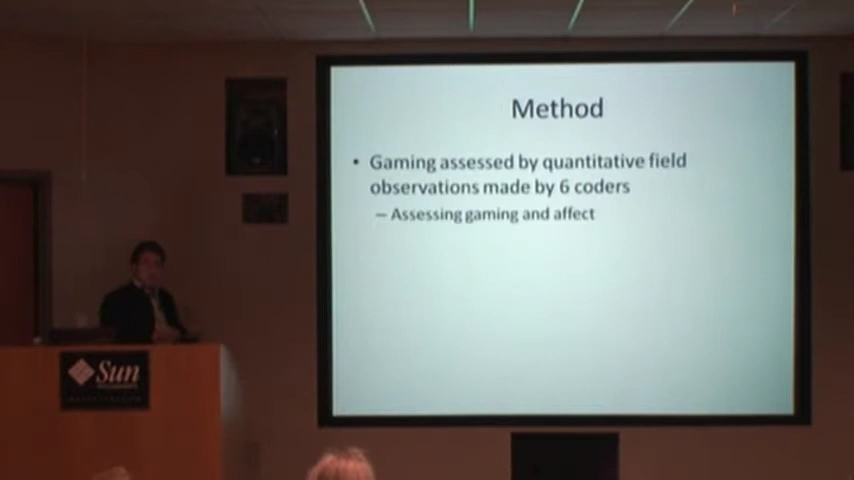 Method
• Gaming assessed by quantitative field
observations made by 6 coders
– Assessing gaming and affect
Sun